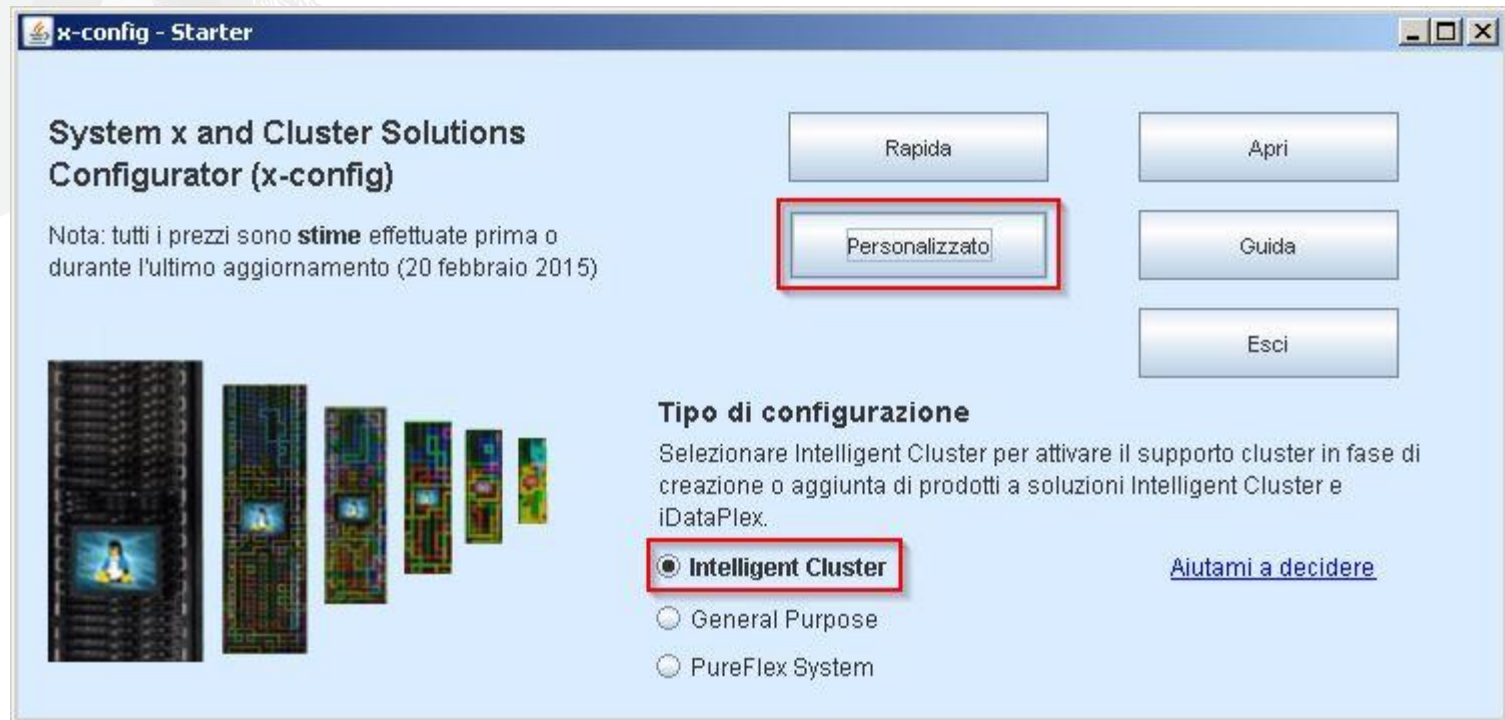 x-config - Starter
System x and Cluster Solutions
Configurator (x-config)
Nota: tutti i prezzi sono stime effettuate prima o
durante l'ultimo aggiornamento (20 febbraio 2015)
Rapida
Apri
Personalizzato
Guida
Esci
Tipo di configurazione
Selezionare Intelligent Cluster per attivare il supporto cluster in fase di
creazione o aggiunta di prodotti a soluzioni Intelligent Cluster e
iDataPlex.
Intelligent Cluster
Aiutami a decidere
General Purpose
PureFlex System